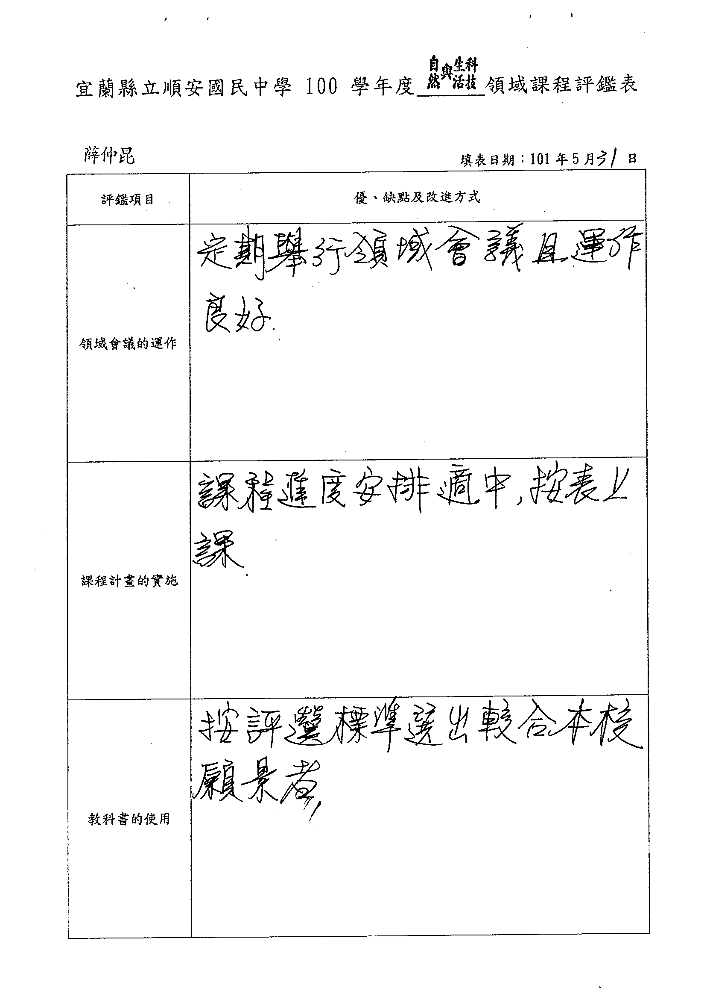 宜蘭縣立順安國民中學 100 學年度自然與生活科技領域課程評鑑表
薛仲昆
填表日期：101 年 5 月 31 日
評鑑項目
優、缺點及改進方式
領域會議的運作
定期舉行領域會議且運作
良好.
課程計畫的實施
課程進度安排適中,按表上
課.
教科書的使用
按評選標準選出較合本校
願景者,